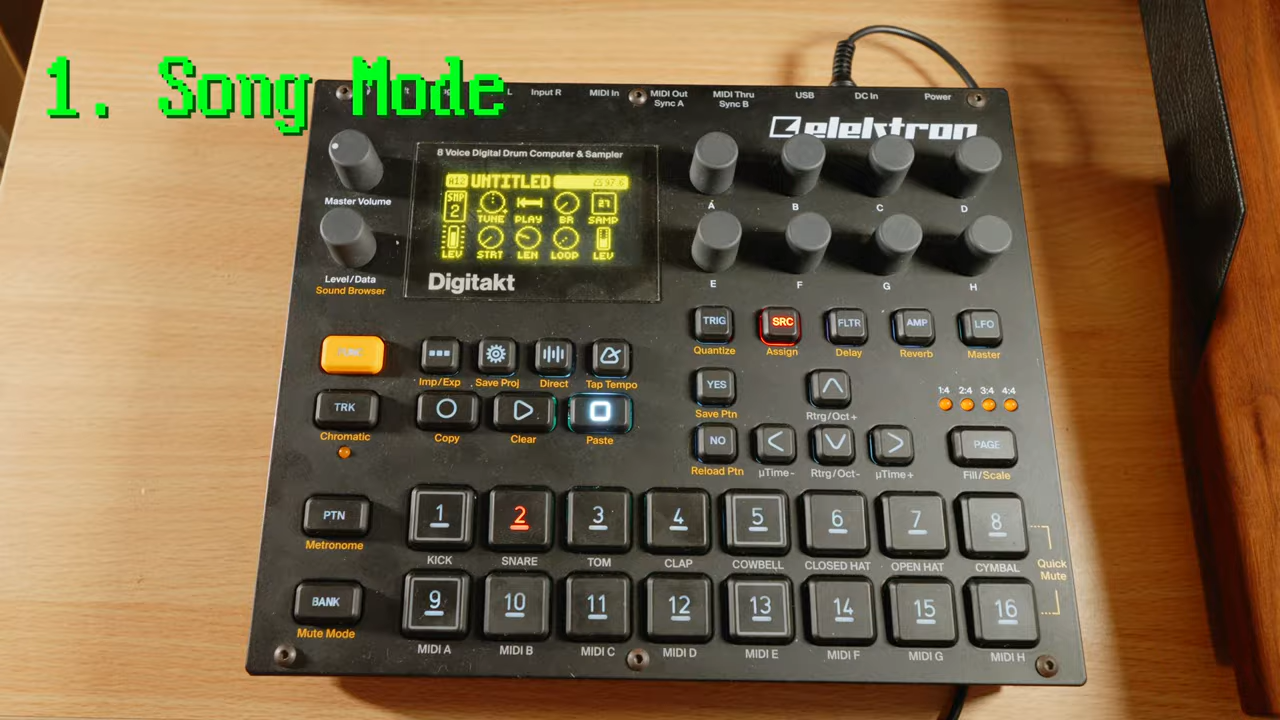 1. Song Mode
Input R
MIDI In
MIDI Out
Sync A
MIDI Thru
Sync B
USB
DC In
Power
elektron
8 Voice Digital Drum Computer & Sampler
UNTITLED
SMP
2
TUNE
PLAY
BR
SAMP
LEV
STRT
LEN
LOOP
LEV
Digitakt
Master Volume
Level/Data
Sound Browser
A
B
C
D
E
F
G
H
TRIG
SRC
FLTR
AMP
LFO
Quantize
Assign
Delay
Reverb
Master
Imp/Exp
Save Proj
Direct
Tap Tempo
YES
Save Ptn
Rtrg/Oct+
1:4
2:4
3:4
4:4
TRK
Chromatic
Copy
Clear
Paste
NO
Reload Ptn
µTime-
Rtrg/Oct-
µTime+
PAGE
Fill/Scale
PTN
Metronome
1
2
3
4
5
6
7
8
KICK
SNARE
TOM
CLAP
COWBELL
CLOSED HAT
OPEN HAT
CYMBAL
Quick
Mute
BANK
Mute Mode
9
10
11
12
13
14
15
16
MIDI A
MIDI B
MIDI C
MIDI D
MIDI E
MIDI F
MIDI G
MIDI H